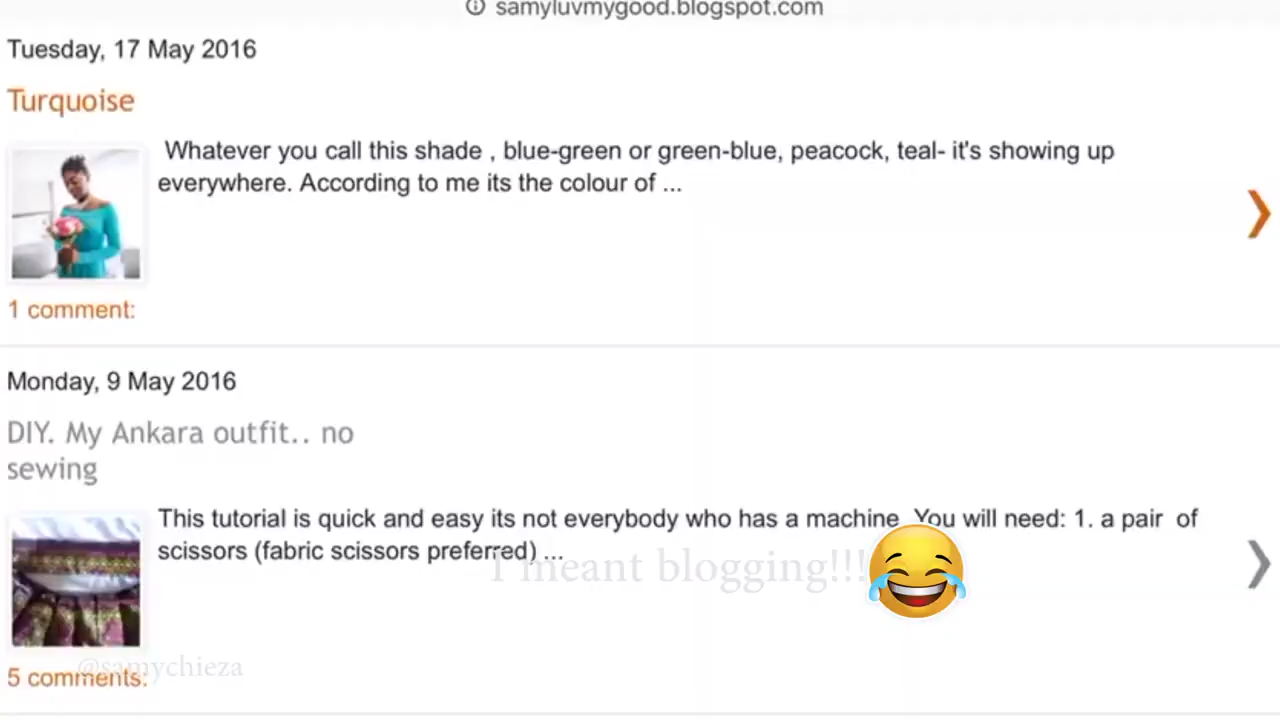 samyluvmygood.blogspot.com
Tuesday, 17 May 2016
Turquoise
Whatever you call this shade , blue-green or green-blue, peacock, teal- it's showing up
everywhere. According to me its the colour of ...
1 comment:
Monday, 9 May 2016
DIY. My Ankara outfit.. no
sewing
This tutorial is quick and easy its not everybody who has a machine. You will need: 1. a pair of
scissors (fabric scissors preferred) ...
I meant blogging!!!
@samychieza
5 comments: